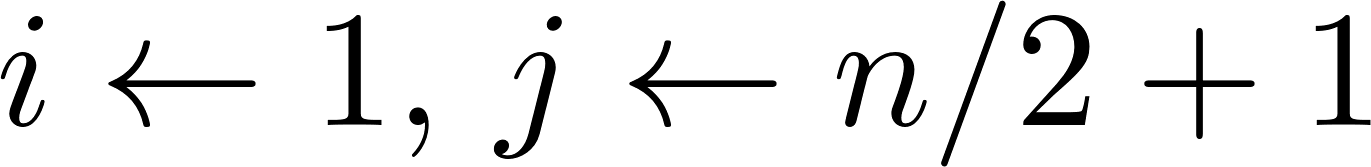 i ← 1, j ← n/2 + 1